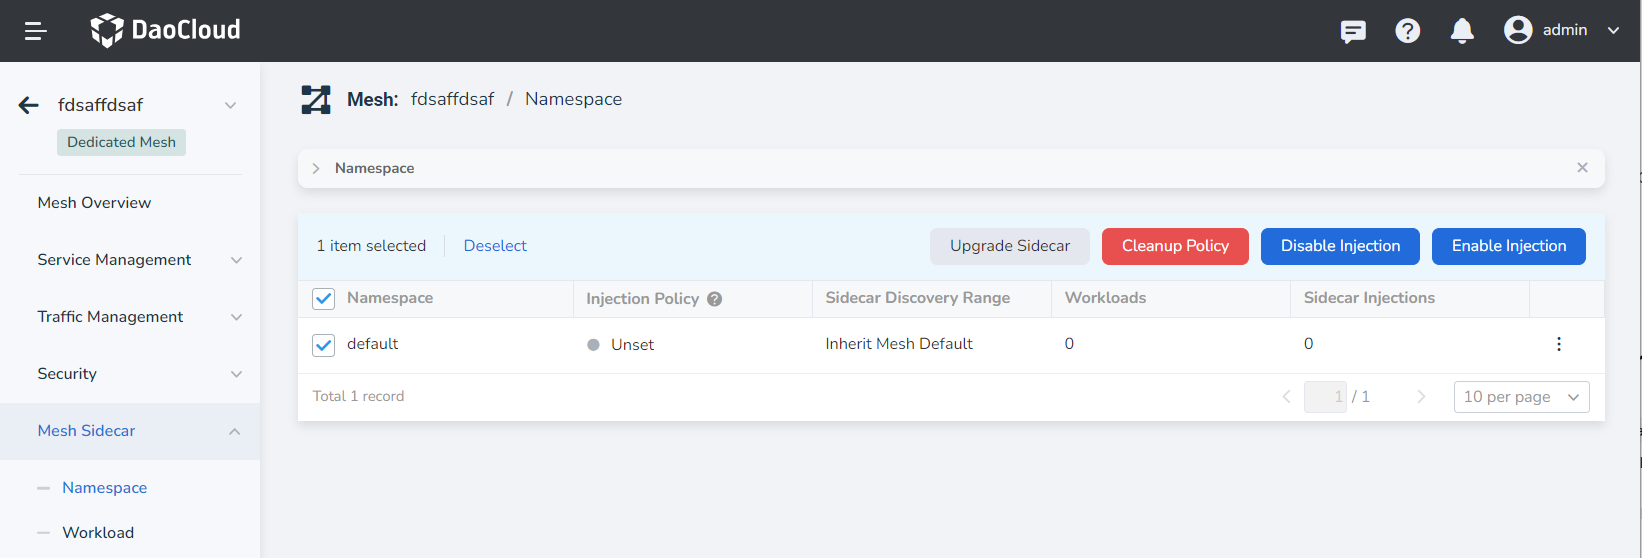 DaoCloud
admin
fdsaffdsaf
Dedicated Mesh
Mesh Overview
Service Management
Traffic Management
Security
Mesh Sidecar
Namespace
Workload
Mesh: fdsaffdsaf / Namespace
Namespace
1 item selected Deselect Upgrade Sidecar Cleanup Policy Disable Injection Enable Injection
Namespace Injection Policy Sidecar Discovery Range Workloads Sidecar Injections
default Unset Inherit Mesh Default 0 0
Total 1 record 1 / 1 10 per page